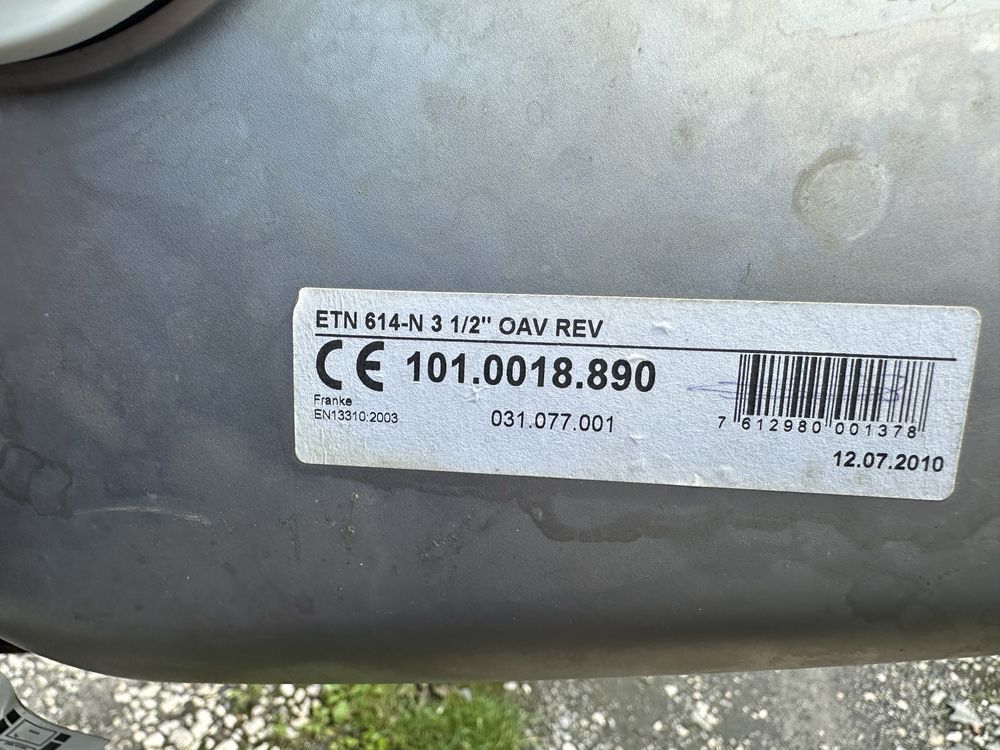 ETN 614-N 3 1/2" OAV REV
CE 101.0018.890
Franke
EN13310:2003
031.077.001
7 612980 001378
12.07.2010